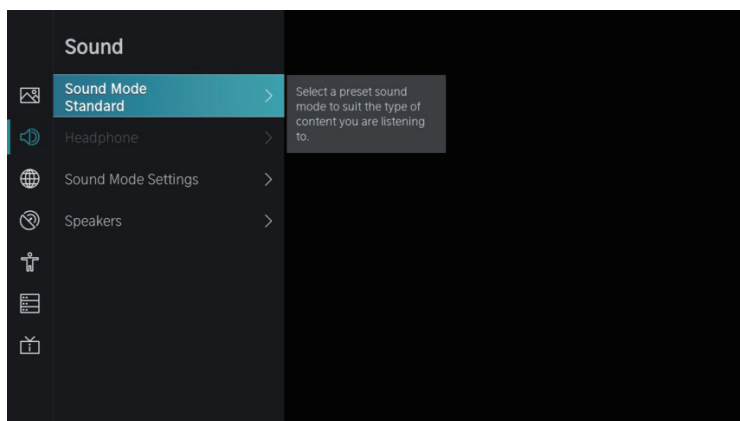 Sound
Sound Mode
Standard
Select a preset sound
mode to suit the type of
content you are listening
to.
Headphone
Sound Mode Settings
Speakers